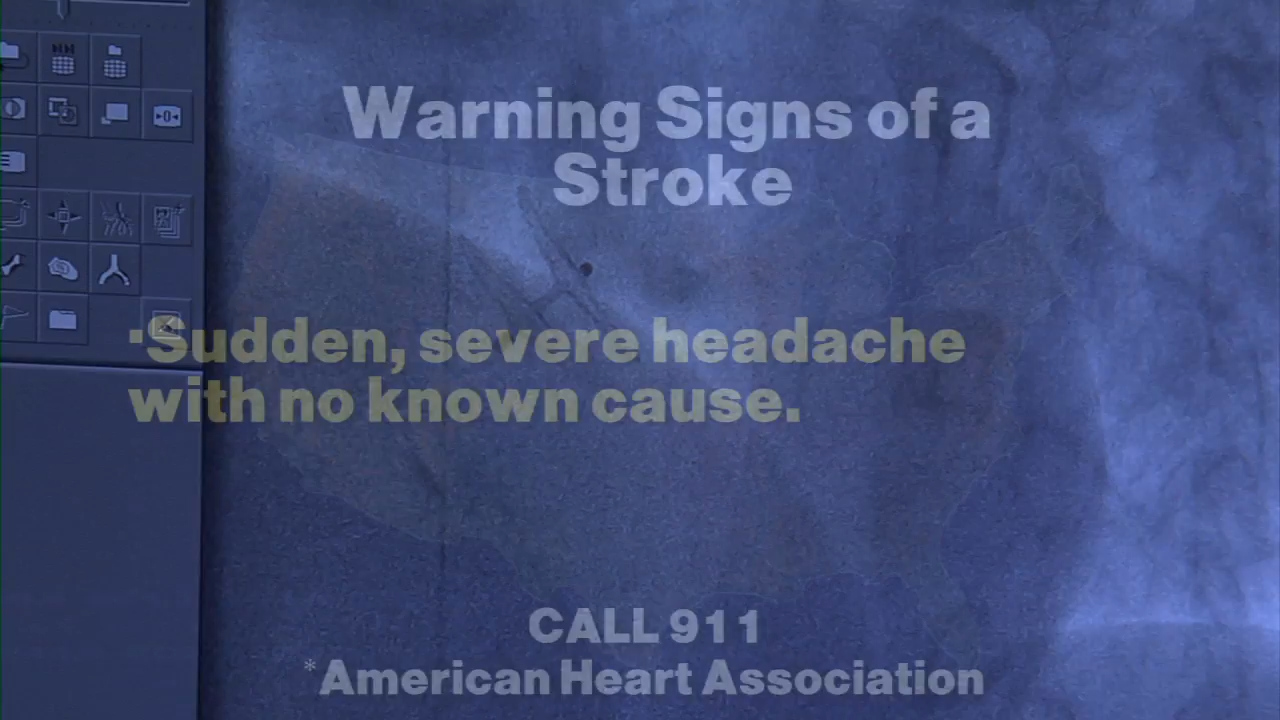 Warning Signs of a
Stroke
·Sudden, severe headache
with no known cause.
CALL 911
*American Heart Association